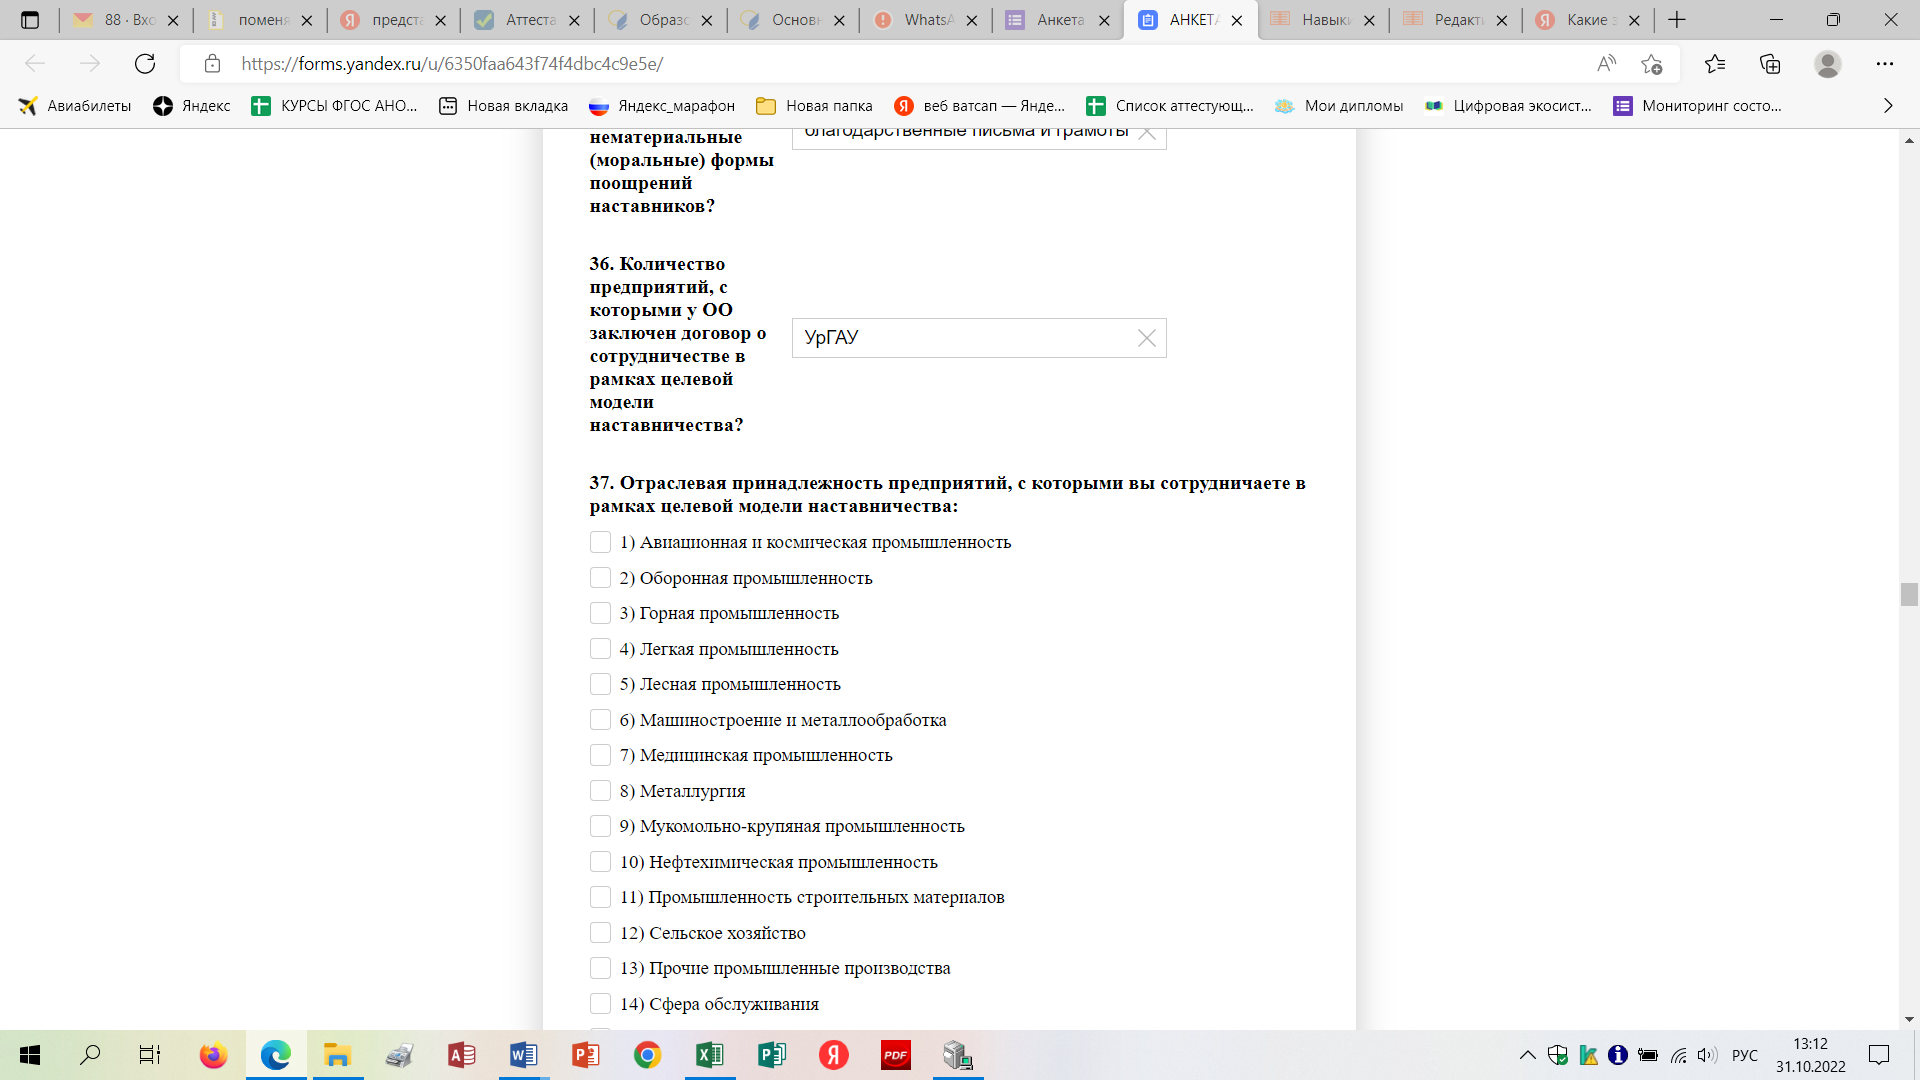 88 · Вхо
поменя
предста
Аттеста
Образо
Основн
WhatsA
Анкета
АНКЕТА
Навыки
Редакти
Какие з
https://forms.yandex.ru/u/6350faa643f74f4dbc4c9e5e/
Авиабилеты
Яндекс
КУРСЫ ФГОС АНО...
Новая вкладка
Яндекс_марафон
Новая папка
веб ватсап — Янде...
Список аттестующ...
Мои дипломы
Цифровая экосист...
Мониторинг состо...
нематериальные
(моральные) формы
поощрений
наставников?
благодарственные письма и грамоты
36. Количество
предприятий, с
которыми у ОО
заключен договор о
сотрудничестве в
рамках целевой
модели
наставничества?
УрГАУ
37. Отраслевая принадлежность предприятий, с которыми вы сотрудничаете в
рамках целевой модели наставничества:
1) Авиационная и космическая промышленность
2) Оборонная промышленность
3) Горная промышленность
4) Легкая промышленность
5) Лесная промышленность
6) Машиностроение и металлообработка
7) Медицинская промышленность
8) Металлургия
9) Мукомольно-крупяная промышленность
10) Нефтехимическая промышленность
11) Промышленность строительных материалов
12) Сельское хозяйство
13) Прочие промышленные производства
14) Сфера обслуживания
PDF
РУС
13:12
31.10.2022